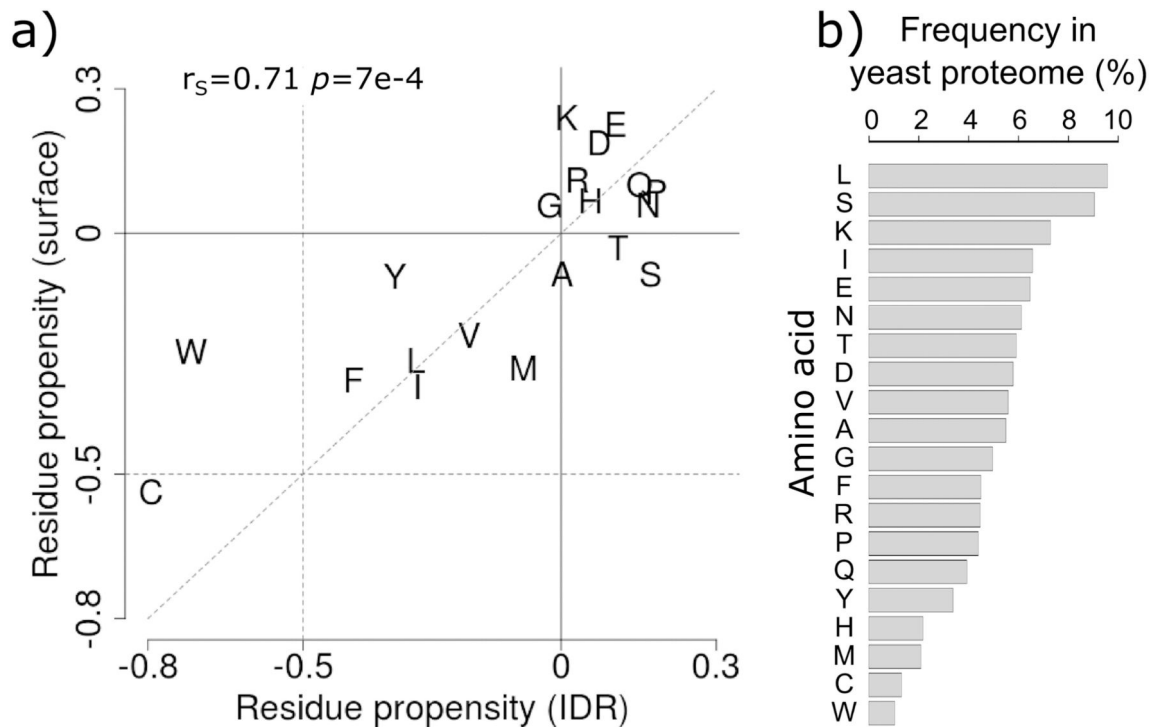 a)
r_S=0.71 p=7e-4
Residue propensity (surface)
0.3
0
-0.5
-0.8
K
E
D
R
Q
P
G
H
N
T
A
S
Y
V
W
L
M
F
I
C
-0.8
-0.5
0
0.3
Residue propensity (IDR)
b)
Frequency in
yeast proteome (%)
0 2 4 6 8 10
Amino acid
L
S
K
I
E
N
T
D
V
A
G
F
R
P
Q
Y
H
M
C
W